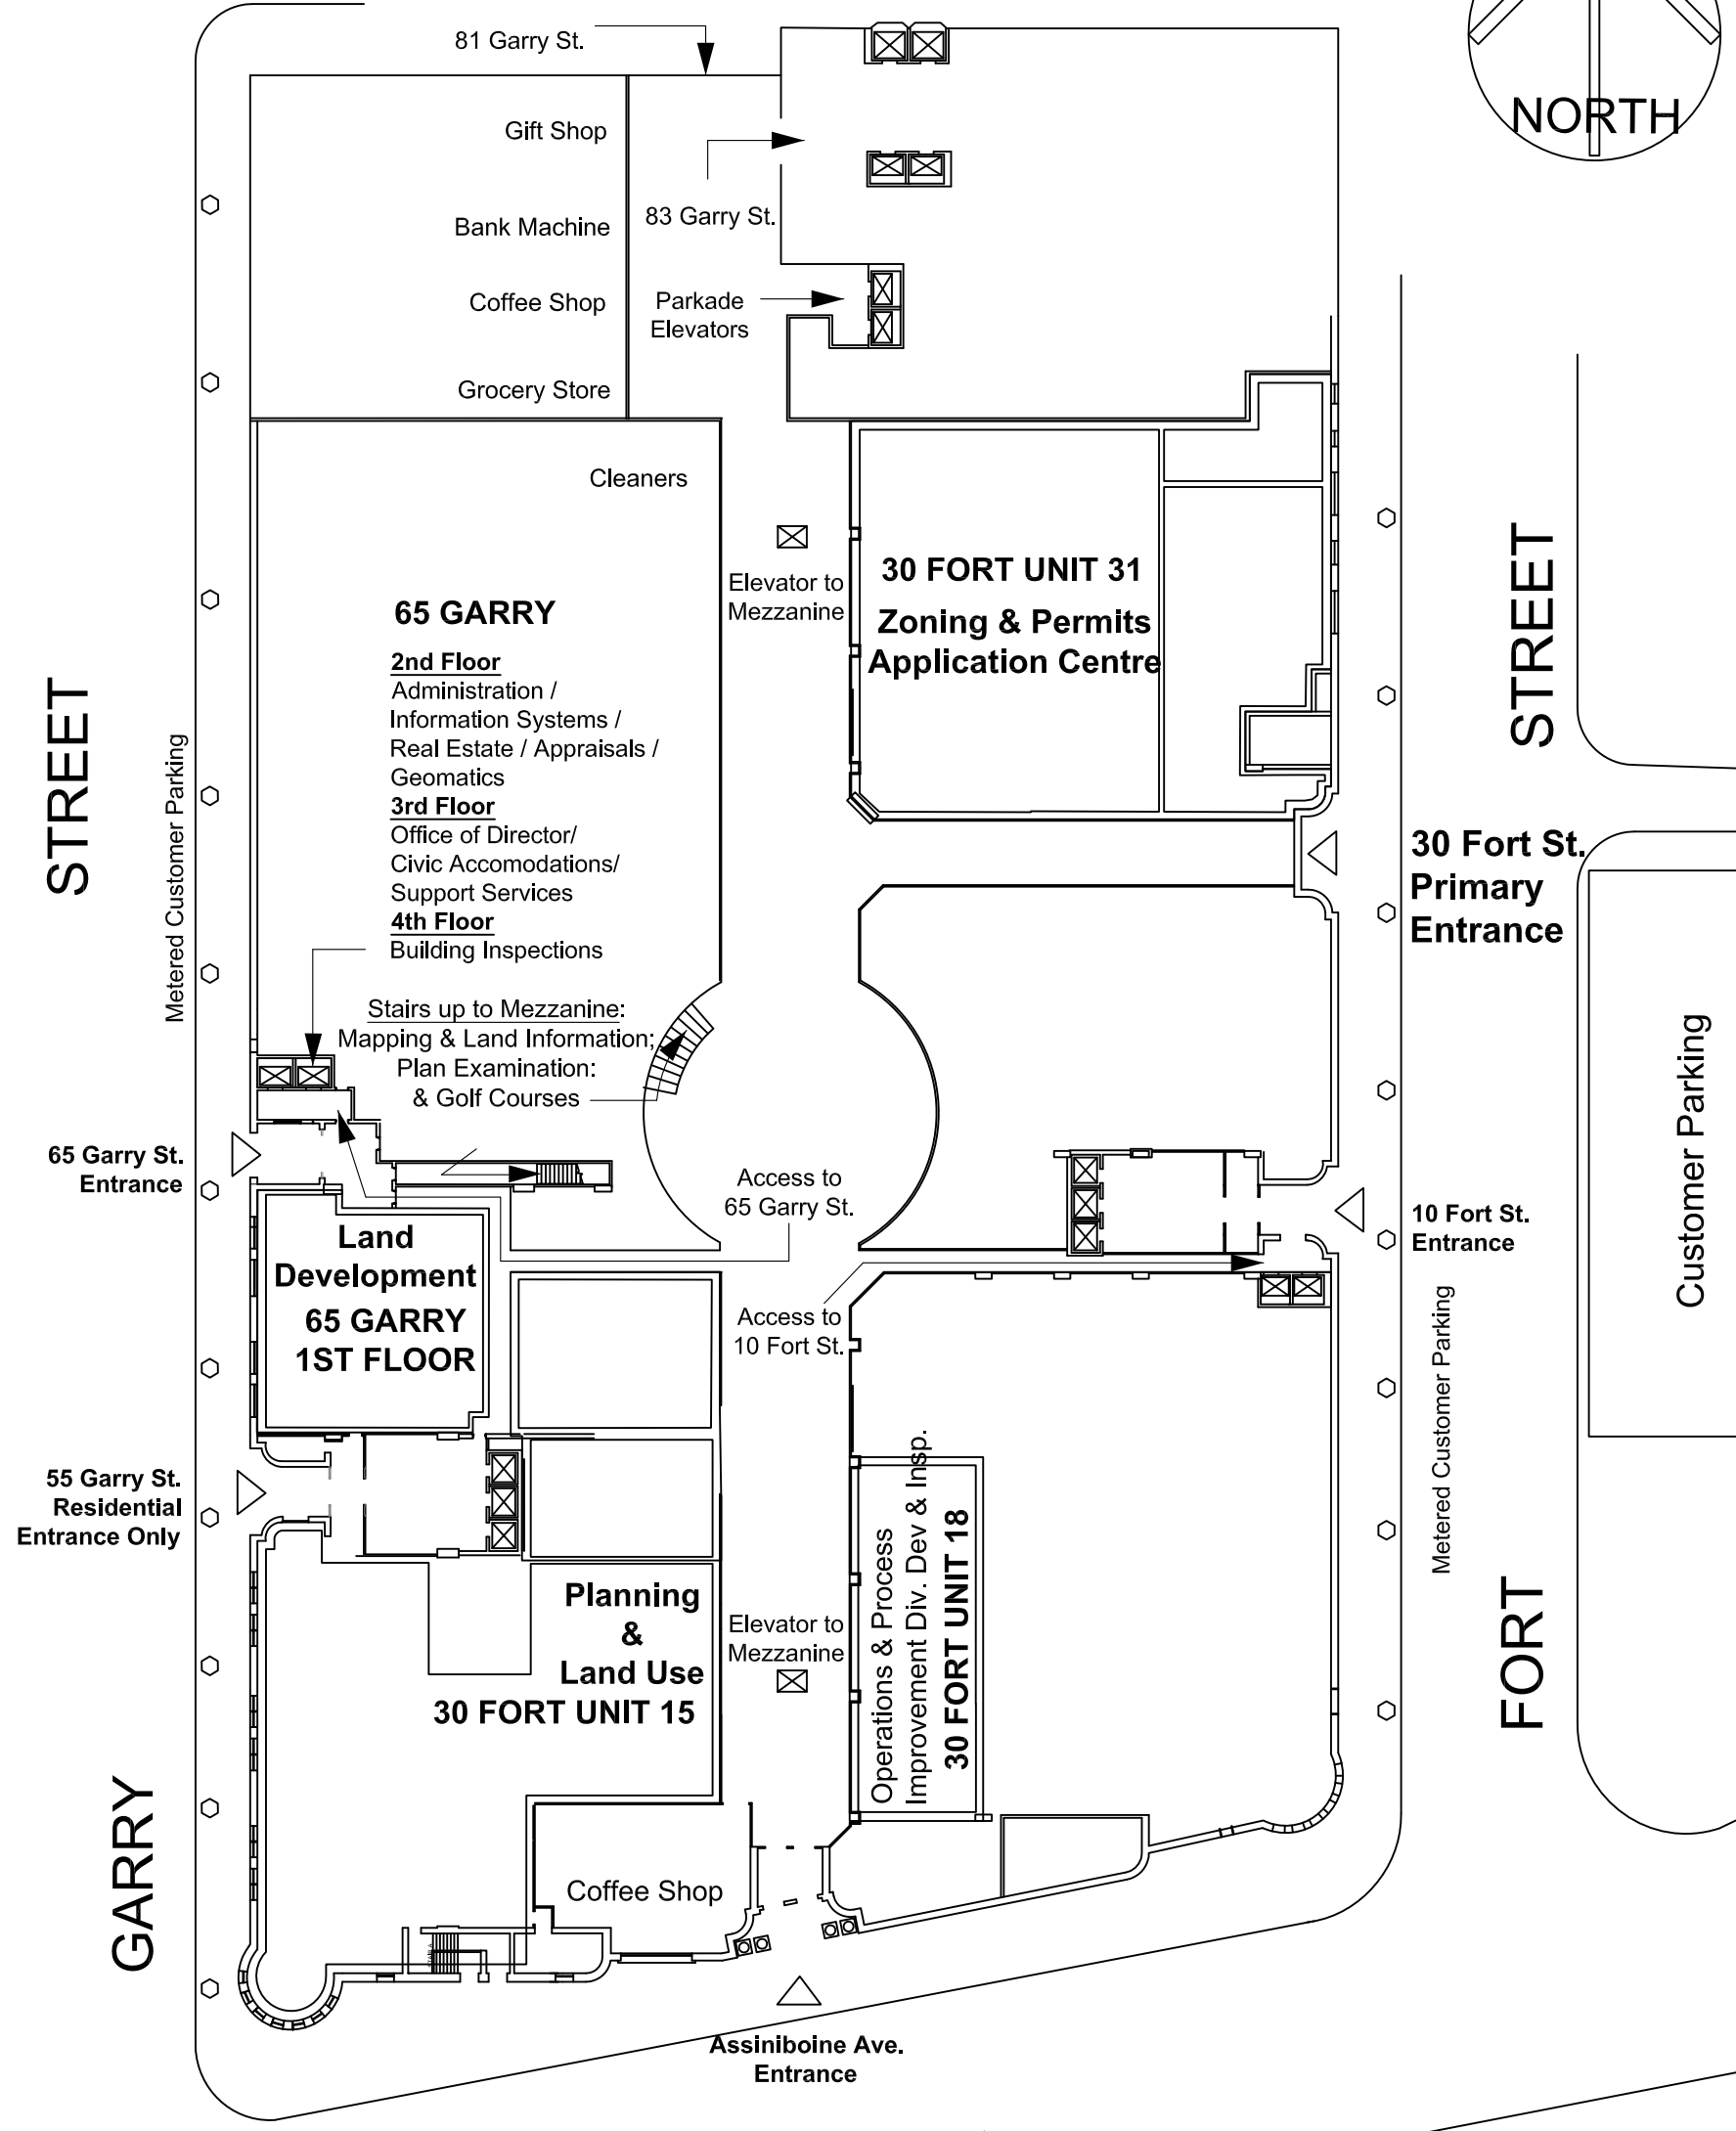 81 Garry St.
NORTH
Gift Shop
83 Garry St.
Bank Machine
Coffee Shop
Parkade
Elevators
Grocery Store
Cleaners
Elevator to
Mezzanine
30 FORT UNIT 31
Zoning & Permits
Application Centre
65 GARRY
2nd Floor
Administration /
Information Systems /
Real Estate / Appraisals /
Geomatics
3rd Floor
Office of Director/
Civic Accomodations/
Support Services
4th Floor
Building Inspections
STREET
Metered Customer Parking
STREET
30 Fort St.
Primary
Entrance
Stairs up to Mezzanine:
Mapping & Land Information;
Plan Examination:
& Golf Courses
Customer Parking
65 Garry St.
Entrance
Access to
65 Garry St.
10 Fort St.
Entrance
Land
Development
65 GARRY
1ST FLOOR
Access to
10 Fort St.
Metered Customer Parking
55 Garry St.
Residential
Entrance Only
Planning
&
Land Use
30 FORT UNIT 15
Elevator to
Mezzanine
Operations & Process
Improvement Div. Dev & Insp.
30 FORT UNIT 18
FORT
GARRY
Coffee Shop
Assiniboine Ave.
Entrance